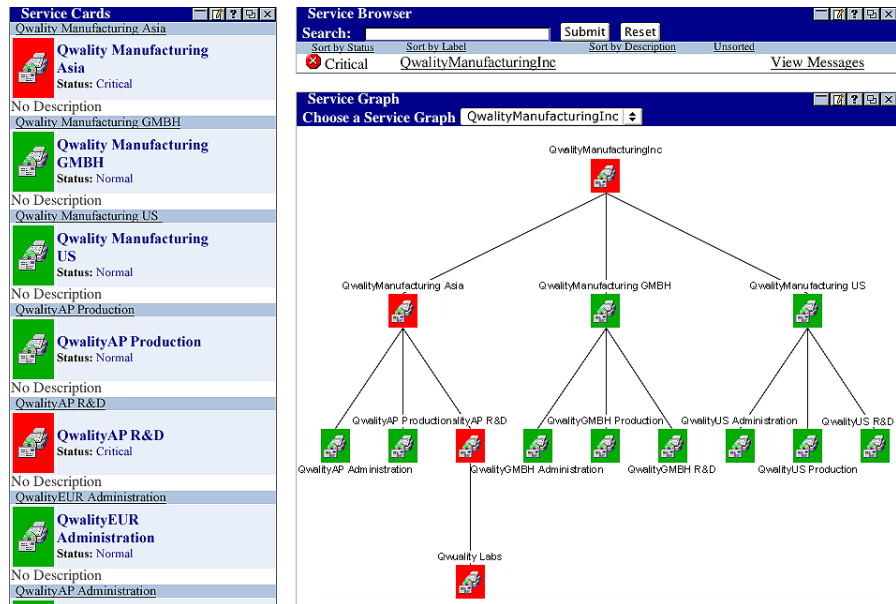 Service Cards
Qwality Manufacturing Asia
Qwality Manufacturing
Asia
Status: Critical
No Description
Qwality Manufacturing GMBH
Qwality Manufacturing
GMBH
Status: Normal
No Description
Qwality Manufacturing US
Qwality Manufacturing
US
Status: Normal
No Description
QwalityAP Production
QwalityAP Production
Status: Normal
No Description
QwalityAP R&D
QwalityAP R&D
Status: Critical
No Description
QwalityEUR Administration
QwalityEUR
Administration
Status: Normal
No Description
QwalityAP Administration
Service Browser
Search: Submit Reset
Sort by Status Sort by Label Sort by Description Unsorted
Critical QwalityManufacturingInc View Messages
Service Graph
Choose a Service Graph QwalityManufacturingInc
QwalityManufacturingInc
QwalityManufacturing Asia QwalityManufacturing GMBH QwalityManufacturing US
QwalityAP Productionality­AP R&D QwalityGMBH Production QwalityUS Administration QwalityUS R&D
QwalityAP Administration QwalityGMBH Administration QwalityGMBH R&D QwalityUS Production
Qwuality Labs